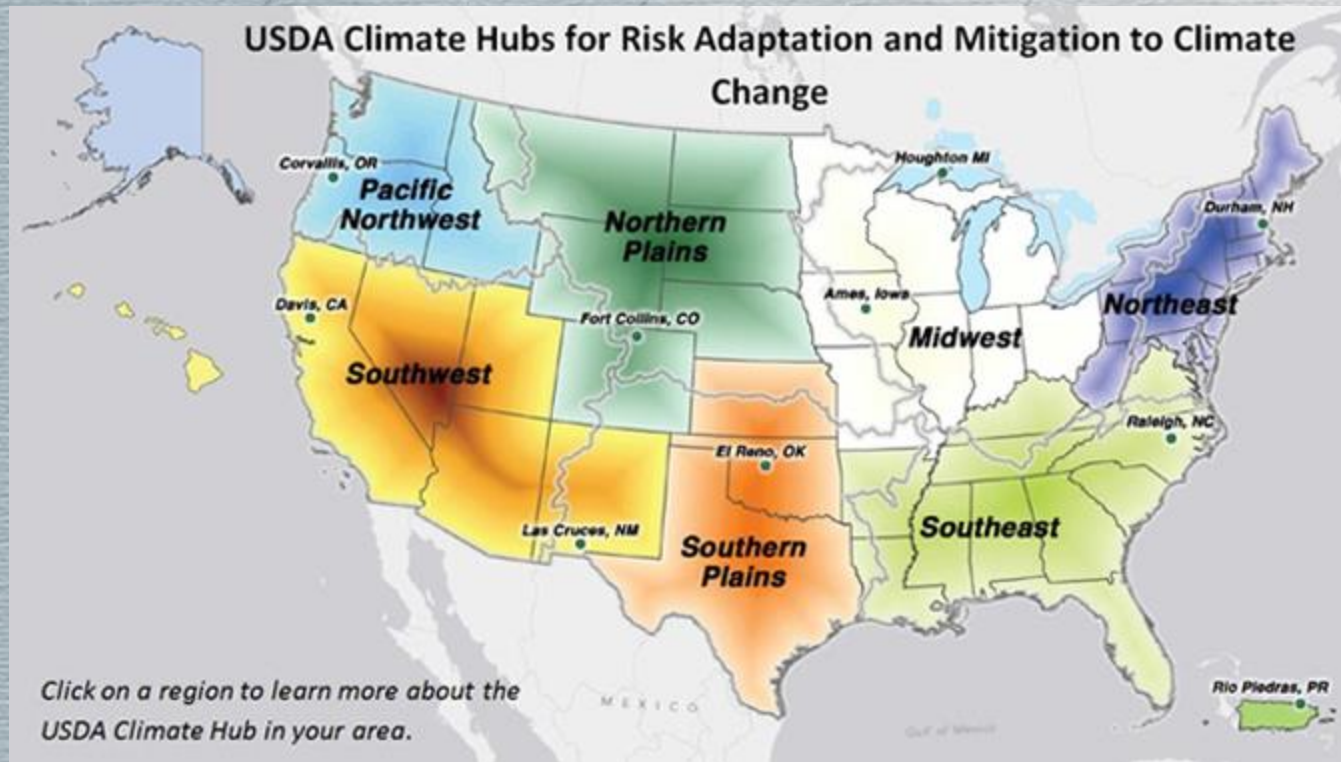 USDA Climate Hubs for Risk Adaptation and Mitigation to Climate
Change
Houghton MI
Corvallis, OR
Pacific
Northwest
Durham, NH
Northern
Plains
Ames, Iowa
Davis, CA
Northeast
Fort Collins, CO
Midwest
Southwest
Raleigh, NC
El Reno, OK
Las Cruces, NM
Southeast
Southern
Plains
Click on a region to learn more about the
USDA Climate Hub in your area.
MEXICO
Rio Piedras, PR
Gulf of Mexico